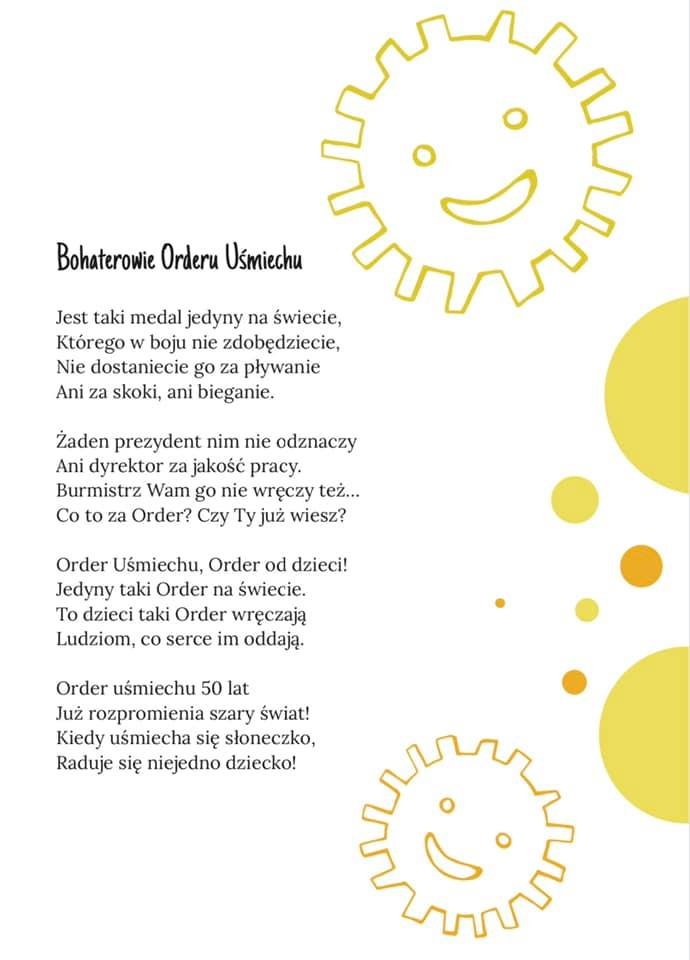 Bohaterowie Orderu Uśmiechu
Jest taki medal jedyny na świecie,
Którego w boju nie zdobędziecie,
Nie dostaniecie go za pływanie
Ani za skoki, ani bieganie.
Żaden prezydent nim nie odznaczy
Ani dyrektor za jakość pracy.
Burmistrz Wam go nie wręczy też...
Co to za Order? Czy Ty już wiesz?
Order Uśmiechu, Order od dzieci!
Jedyny taki Order na świecie.
To dzieci taki Order wręczają
Ludziom, co serce im oddają.
Order uśmiechu 50 lat
Już rozpromienia szary świat!
Kiedy uśmiecha się słoneczko,
Raduje się niejedno dziecko!